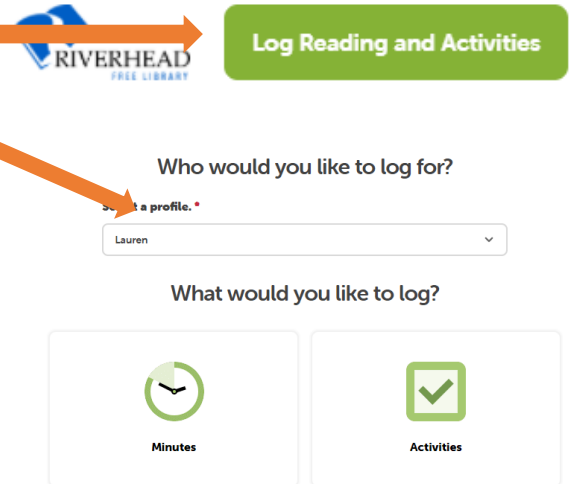 RIVERHEAD
FREE LIBRARY
Log Reading and Activities
Who would you like to log for?
a profile. *
Lauren
What would you like to log?
Minutes
Activities